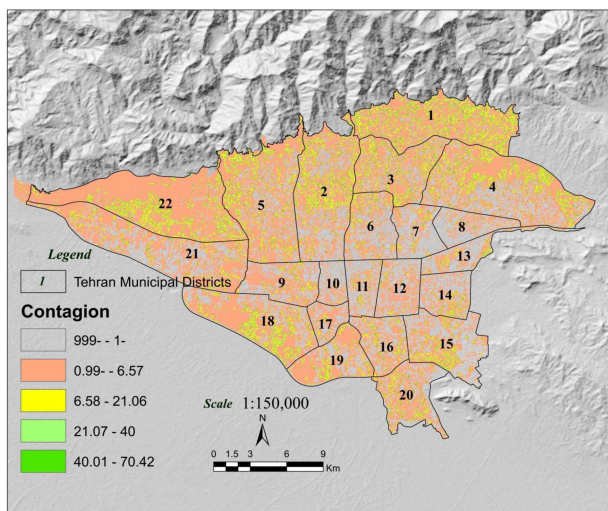 1
3
2
4
22
5
6
7
8
21
13
9
10
11
12
14
18
17
16
15
19
20
Legend
1 Tehran Municipal Districts
Contagion
999- - 1-
0.99- - 6.57
6.58 - 21.06
21.07 - 40
40.01 - 70.42
Scale 1:150,000
N
0 1.5 3 6 9
Km